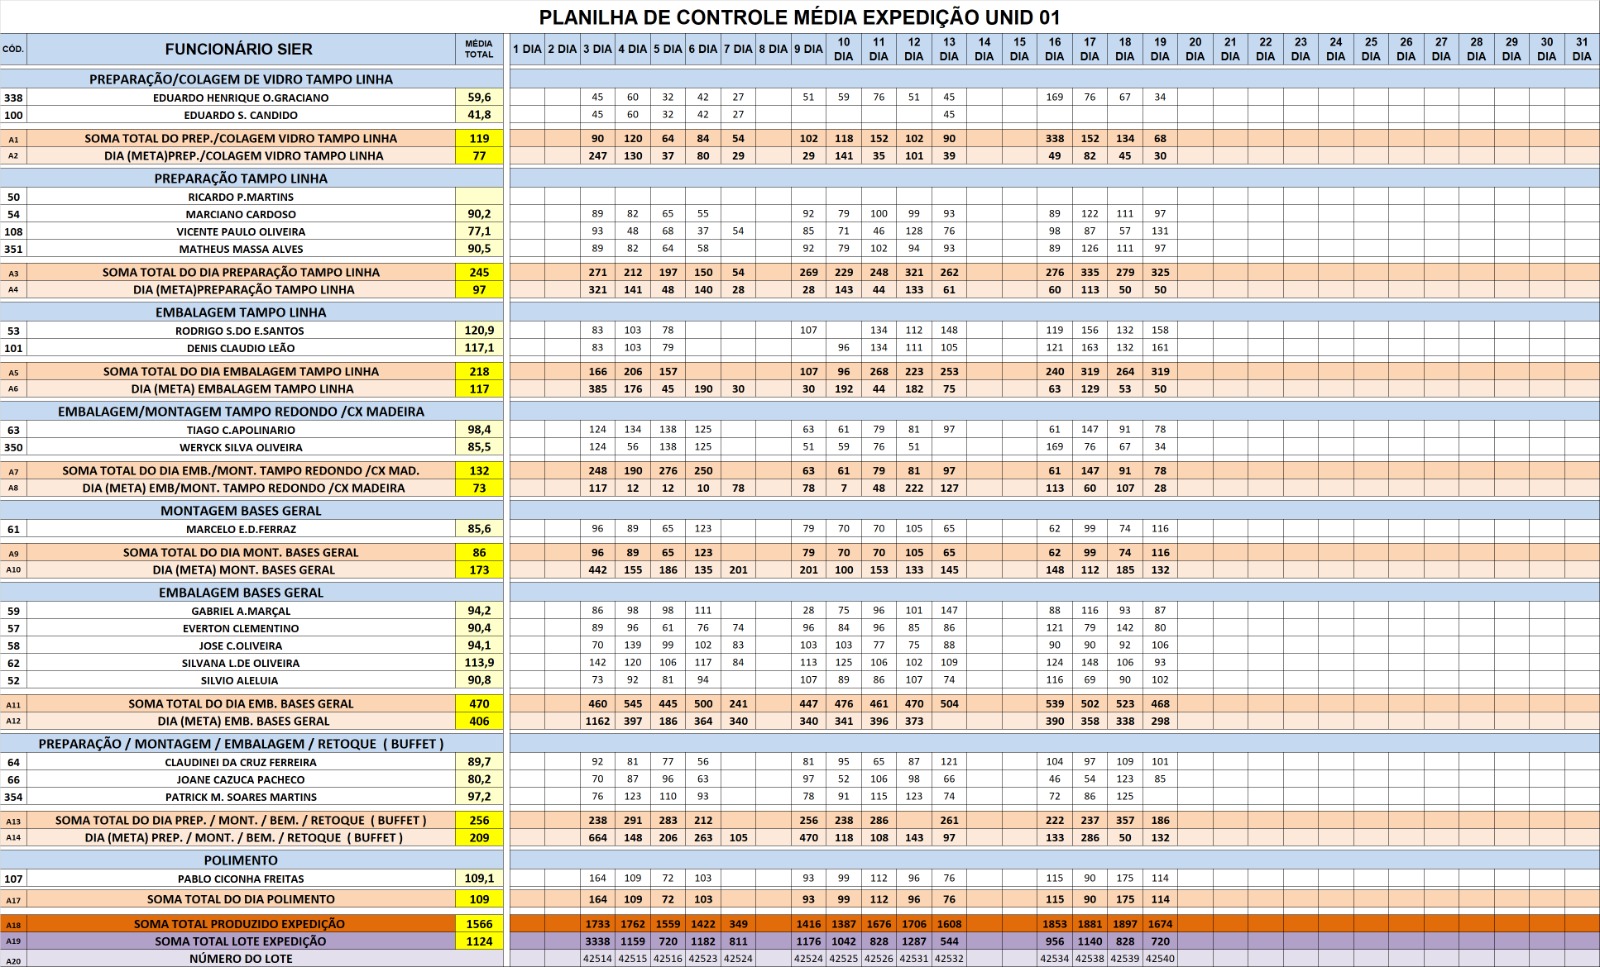 PLANILHA DE CONTROLE MÉDIA EXPEDIÇÃO UNID 01
CÓD. FUNCIONÁRIO SIER MÉDIA TOTAL 1 DIA 2 DIA 3 DIA 4 DIA 5 DIA 6 DIA 7 DIA 8 DIA 9 DIA 10 DIA 11 DIA 12 DIA 13 DIA 14 DIA 15 DIA 16 DIA 17 DIA 18 DIA 19 DIA 20 DIA 21 DIA 22 DIA 23 DIA 24 DIA 25 DIA 26 DIA 27 DIA 28 DIA 29 DIA 30 DIA 31 DIA
PREPARAÇÃO/COLAGEM DE VIDRO TAMPO LINHA
338 EDUARDO HENRIQUE O.GRACIANO 59,6 45 60 32 42 27 51 59 76 51 45 169 76 67 34
100 EDUARDO S. CANDIDO 41,8 45 60 32 42 27 45
A1 SOMA TOTAL DO PREP./COLAGEM VIDRO TAMPO LINHA 119 90 120 64 84 54 102 118 152 102 90 338 152 134 68
A2 DIA (META)PREP./COLAGEM VIDRO TAMPO LINHA 77 247 130 37 80 29 29 141 35 101 39 49 82 45 30
PREPARAÇÃO TAMPO LINHA
50 RICARDO P.MARTINS
54 MARCIANO CARDOSO 90,2 89 82 65 55 92 79 100 99 93 89 122 111 97
108 VICENTE PAULO OLIVEIRA 77,1 93 48 68 37 54 85 71 46 128 76 98 87 57 131
351 MATHEUS MASSA ALVES 90,5 89 82 64 58 92 79 102 94 93 89 126 111 97
A3 SOMA TOTAL DO DIA PREPARAÇÃO TAMPO LINHA 245 271 212 197 150 54 269 229 248 321 262 276 335 279 325
A4 DIA (META)PREPARAÇÃO TAMPO LINHA 97 321 141 48 140 28 28 143 44 133 61 60 113 50 50
EMBALAGEM TAMPO LINHA
53 RODRIGO S.DO E.SANTOS 120,9 83 103 78 107 134 112 148 119 156 132 158
101 DENIS CLAUDIO LEÃO 117,1 83 103 79 96 134 111 105 121 163 132 161
A5 SOMA TOTAL DO DIA EMBALAGEM TAMPO LINHA 218 166 206 157 107 96 268 223 253 240 319 264 319
A6 DIA (META) EMBALAGEM TAMPO LINHA 117 385 176 45 190 30 30 192 44 182 75 63 129 53 50
EMBALAGEM/MONTAGEM TAMPO REDONDO /CX MADEIRA
63 TIAGO C.APOLINARIO 98,4 124 134 138 125 63 61 79 81 97 61 147 91 78
350 WERYCK SILVA OLIVEIRA 85,5 124 56 138 125 51 59 76 51 169 76 67 34
A7 SOMA TOTAL DO DIA EMB./MONT. TAMPO REDONDO /CX MAD. 132 248 190 276 250 63 61 79 81 97 61 147 91 78
A8 DIA (META) EMB/MONT. TAMPO REDONDO /CX MADEIRA 73 117 12 12 10 78 78 7 48 222 127 113 60 107 28
MONTAGEM BASES GERAL
61 MARCELO E.D.FERRAZ 85,6 96 89 65 123 79 70 70 105 65 62 99 74 116
A9 SOMA TOTAL DO DIA MONT. BASES GERAL 86 96 89 65 123 79 70 70 105 65 62 99 74 116
A10 DIA (META) MONT. BASES GERAL 173 442 155 186 135 201 201 100 153 133 145 148 112 185 132
EMBALAGEM BASES GERAL
59 GABRIEL A.MARÇAL 94,2 86 98 98 111 28 75 96 101 147 88 116 93 87
57 EVERTON CLEMENTINO 90,4 89 96 61 76 74 96 84 96 85 86 121 79 142 80
58 JOSE C.OLIVEIRA 94,1 70 139 99 102 83 103 103 77 75 88 90 90 92 106
62 SILVANA L.DE OLIVEIRA 113,9 142 120 106 117 84 113 125 106 102 109 124 148 106 93
52 SILVIO ALELUIA 90,8 73 92 81 94 107 89 86 107 74 116 69 90 102
A11 SOMA TOTAL DO DIA EMB. BASES GERAL 470 460 545 445 500 241 447 476 461 470 504 539 502 523 468
A12 DIA (META) EMB. BASES GERAL 406 1162 397 186 364 340 340 341 396 373 390 358 338 298
PREPARAÇÃO / MONTAGEM / EMBALAGEM / RETOQUE ( BUFFET )
64 CLAUDINEI DA CRUZ FERREIRA 89,7 92 81 77 56 81 95 65 87 121 104 97 109 101
66 JOANE CAZUCA PACHECO 80,2 70 87 96 63 97 52 106 98 66 46 54 123 85
354 PATRICK M. SOARES MARTINS 97,2 76 123 110 93 78 91 115 123 74 72 86 125
A13 SOMA TOTAL DO DIA PREP. / MONT. / BEM. / RETOQUE ( BUFFET ) 256 238 291 283 212 256 238 286 261 222 237 357 186
A14 DIA (META) PREP. / MONT. / BEM. / RETOQUE ( BUFFET ) 209 664 148 206 263 105 470 118 108 143 97 133 286 50 132
POLIMENTO
107 PABLO CICONHA FREITAS 109,1 164 109 72 103 93 99 112 96 76 115 90 175 114
A17 SOMA TOTAL DO DIA POLIMENTO 109 164 109 72 103 93 99 112 96 76 115 90 175 114
A18 SOMA TOTAL PRODUZIDO EXPEDIÇÃO 1566 1733 1762 1559 1422 349 1416 1387 1676 1706 1608 1853 1881 1897 1674
A19 SOMA TOTAL LOTE EXPEDIÇÃO 1124 3338 1159 720 1182 811 1176 1042 828 1287 544 956 1140 828 720
A20 NÚMERO DO LOTE 42514 42515 42516 42523 42524 42524 42525 42526 42531 42532 42534 42538 42539 42540